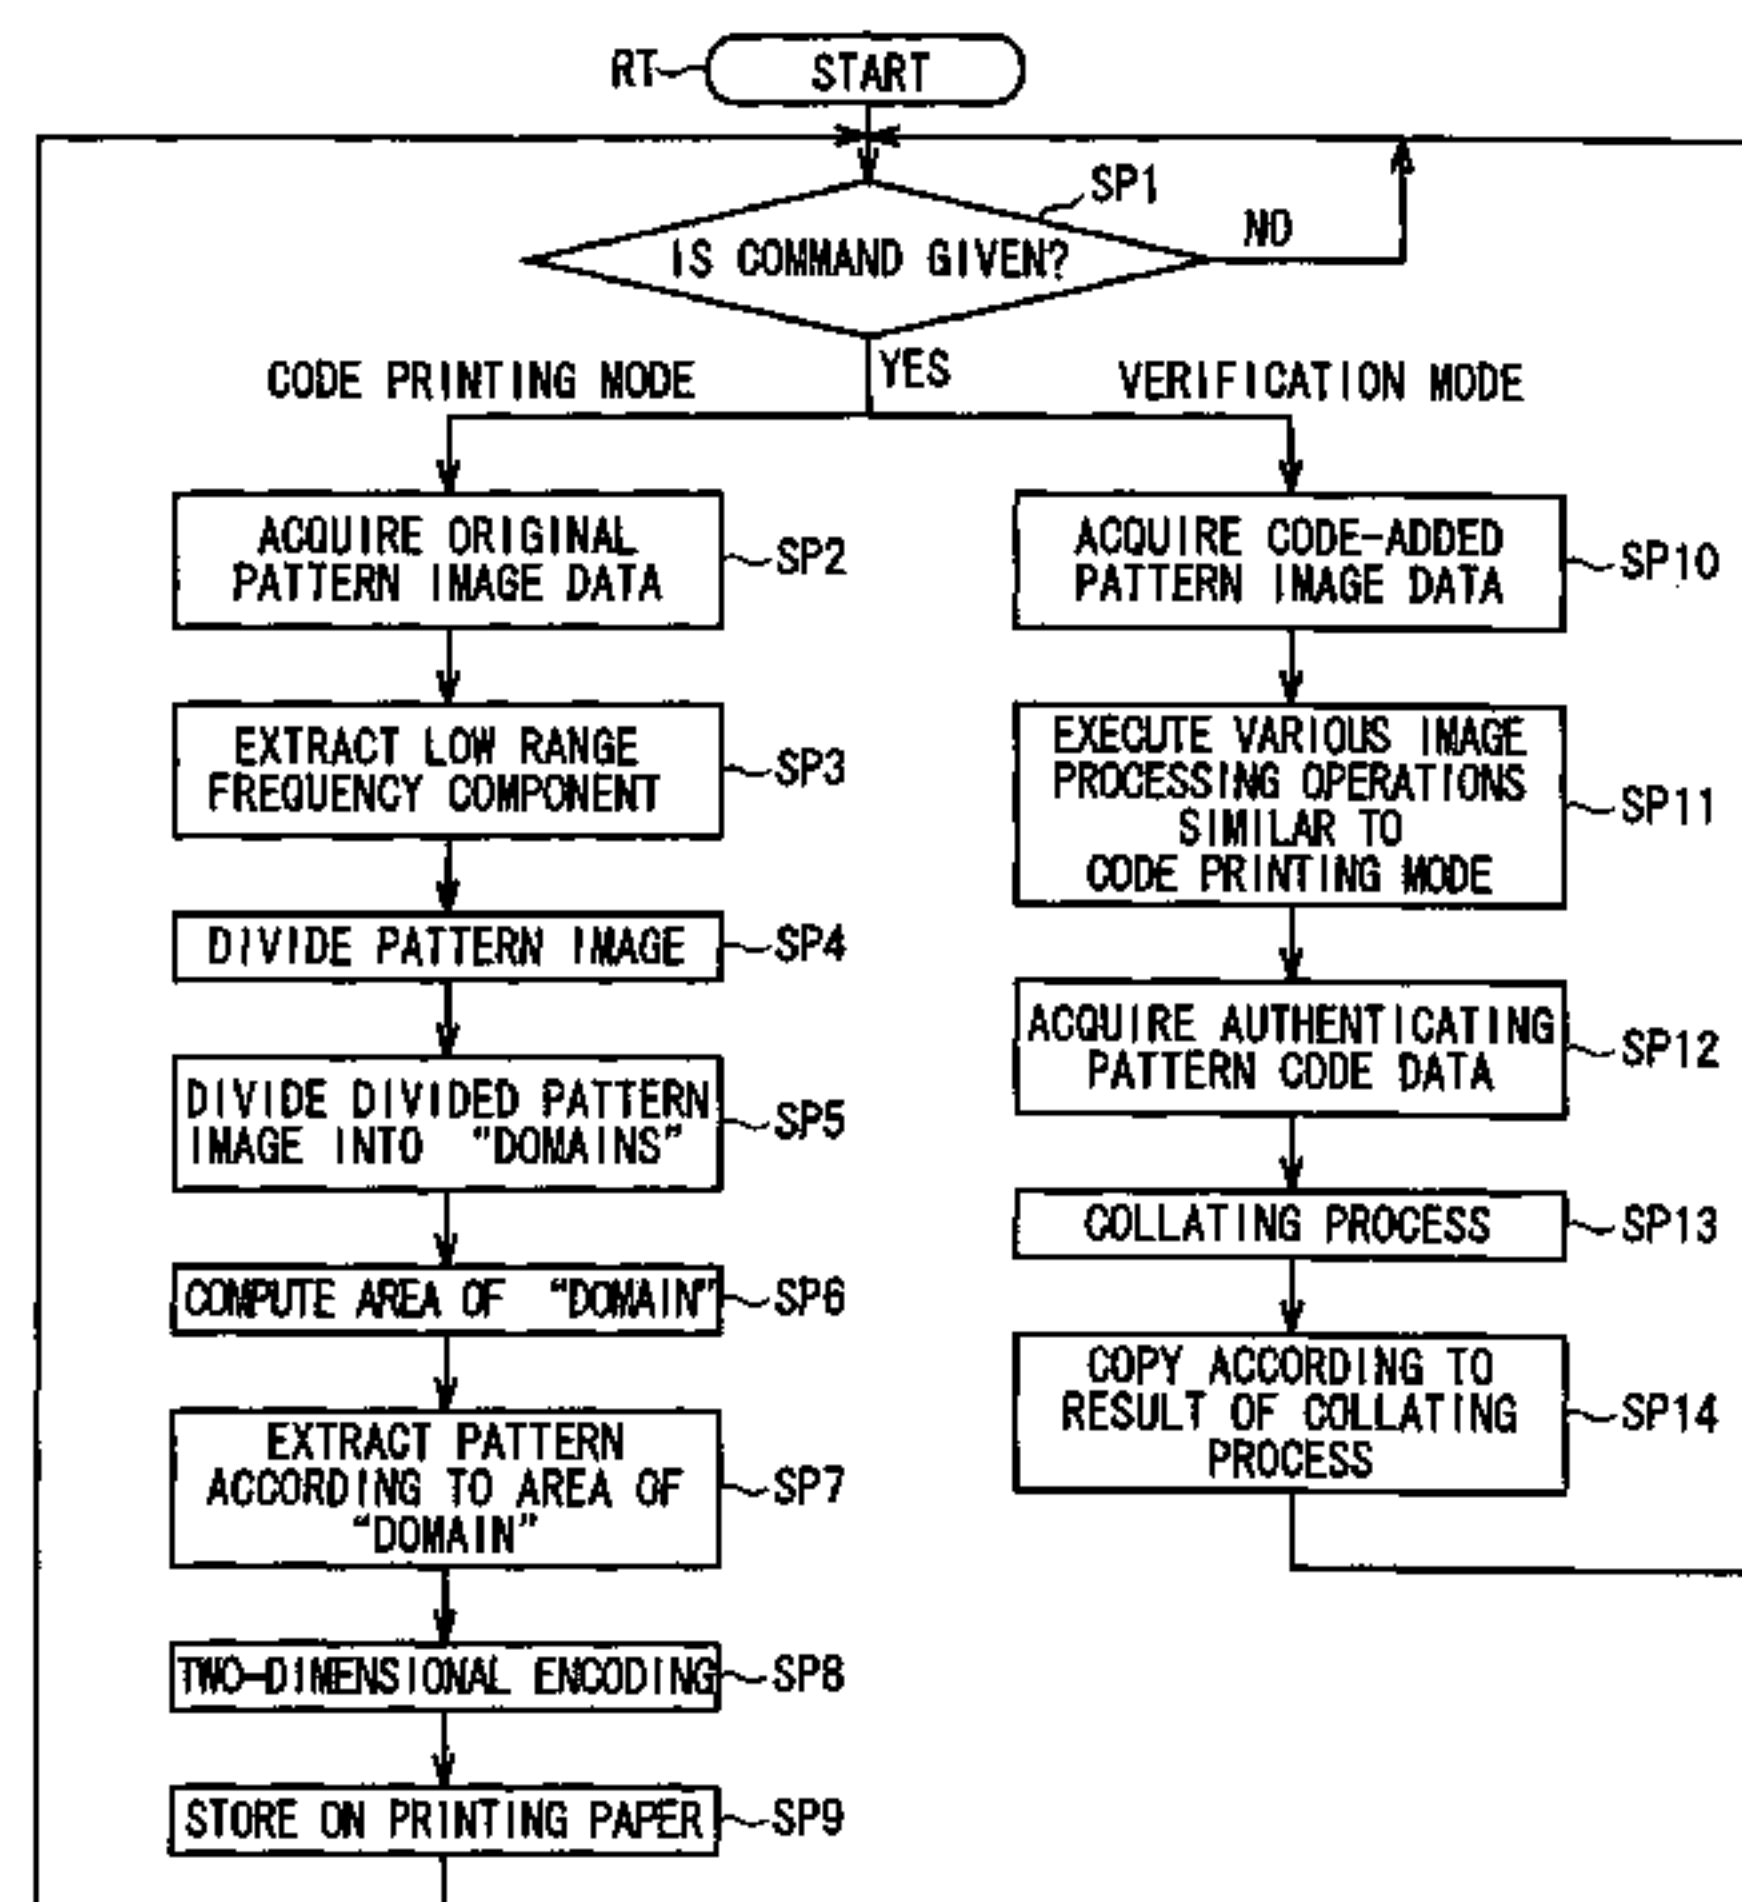 RT
START
SP1
IS COMMAND GIVEN?
NO
YES
CODE PRINTING MODE
VERIFICATION MODE
ACQUIRE ORIGINAL
PATTERN IMAGE DATA
SP2
EXTRACT LOW RANGE
FREQUENCY COMPONENT
SP3
DIVIDE PATTERN IMAGE
SP4
DIVIDE DIVIDED PATTERN
IMAGE INTO "DOMAINS"
SP5
COMPUTE AREA OF "DOMAIN"
SP6
EXTRACT PATTERN
ACCORDING TO AREA OF
"DOMAIN"
SP7
TWO-DIMENSIONAL ENCODING
SP8
STORE ON PRINTING PAPER
SP9
ACQUIRE CODE-ADDED
PATTERN IMAGE DATA
SP10
EXECUTE VARIOUS IMAGE
PROCESSING OPERATIONS
SIMILAR TO
CODE PRINTING MODE
SP11
ACQUIRE AUTHENTICATING
PATTERN CODE DATA
SP12
COLLATING PROCESS
SP13
COPY ACCORDING TO
RESULT OF COLLATING
PROCESS
SP14